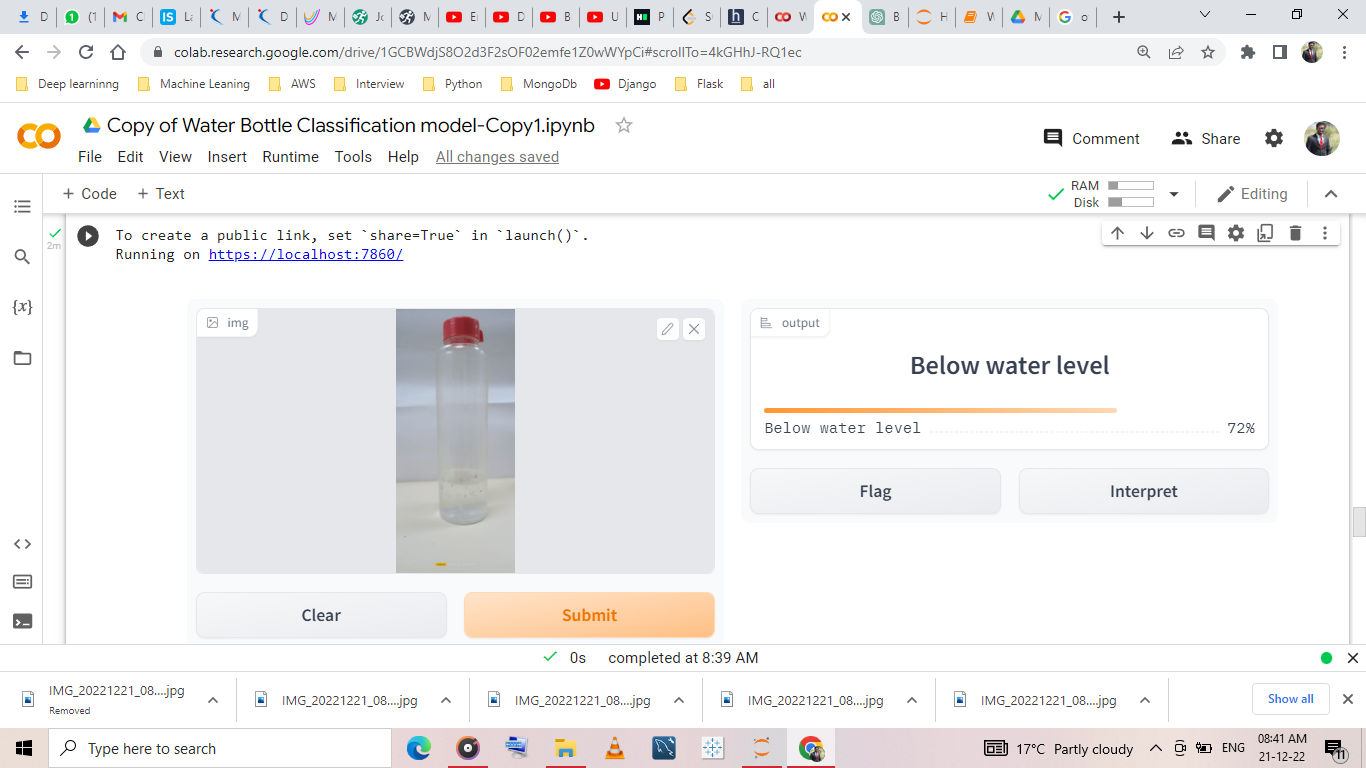 D
(1
Cl
La
M
D
M
Jo
M
Er
D
B
U
P
Si
C
W
B
H
W
M
o
colab.research.google.com/drive/1GCBWdjS8O2d3F2sOF02emfe1Z0wWYpCi#scrollTo=4kGHhJ-RQ1ec
Deep learninng
Machine Leaning
AWS
Interview
Python
MongoDb
Django
Flask
all
Copy of Water Bottle Classification model-Copy1.ipynb
Comment
Share
File Edit View Insert Runtime Tools Help All changes saved
+ Code + Text
RAM
Disk
Editing
2m
To create a public link, set `share=True` in `launch()`.
Running on https://localhost:7860/
img
output
Below water level
Below water level 72%
Flag
Interpret
Clear
Submit
0s completed at 8:39 AM
IMG_20221221_08....jpg
Removed
IMG_20221221_08....jpg
IMG_20221221_08....jpg
IMG_20221221_08....jpg
IMG_20221221_08....jpg
Show all
Type here to search
17°C Partly cloudy
ENG
08:41 AM
21-12-22
11